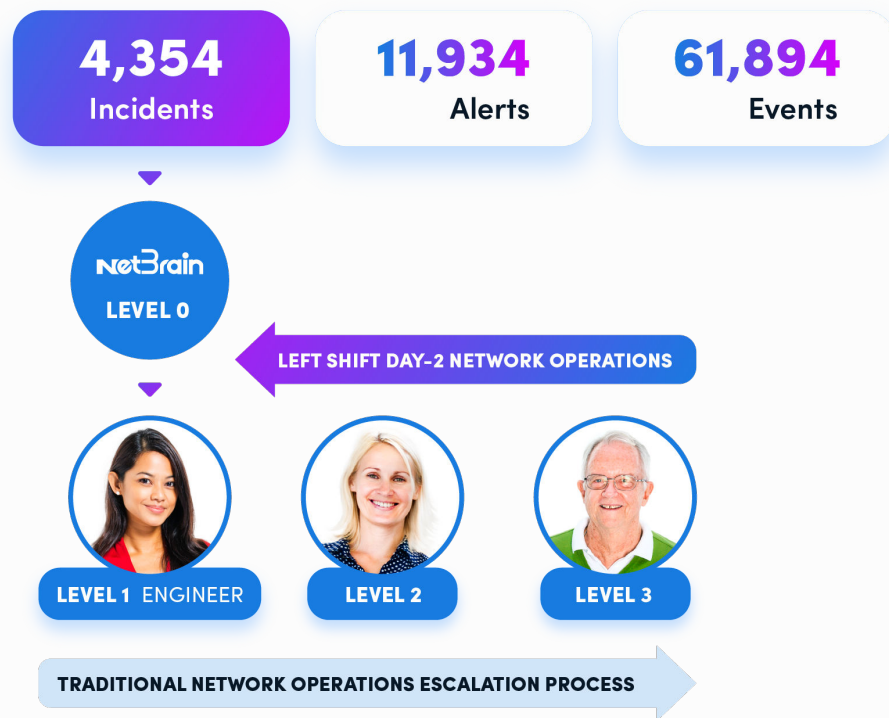 4,354
Incidents
11,934
Alerts
61,894
Events
NetBrain
LEVEL 0
LEFT SHIFT DAY-2 NETWORK OPERATIONS
LEVEL 1 ENGINEER
LEVEL 2
LEVEL 3
TRADITIONAL NETWORK OPERATIONS ESCALATION PROCESS